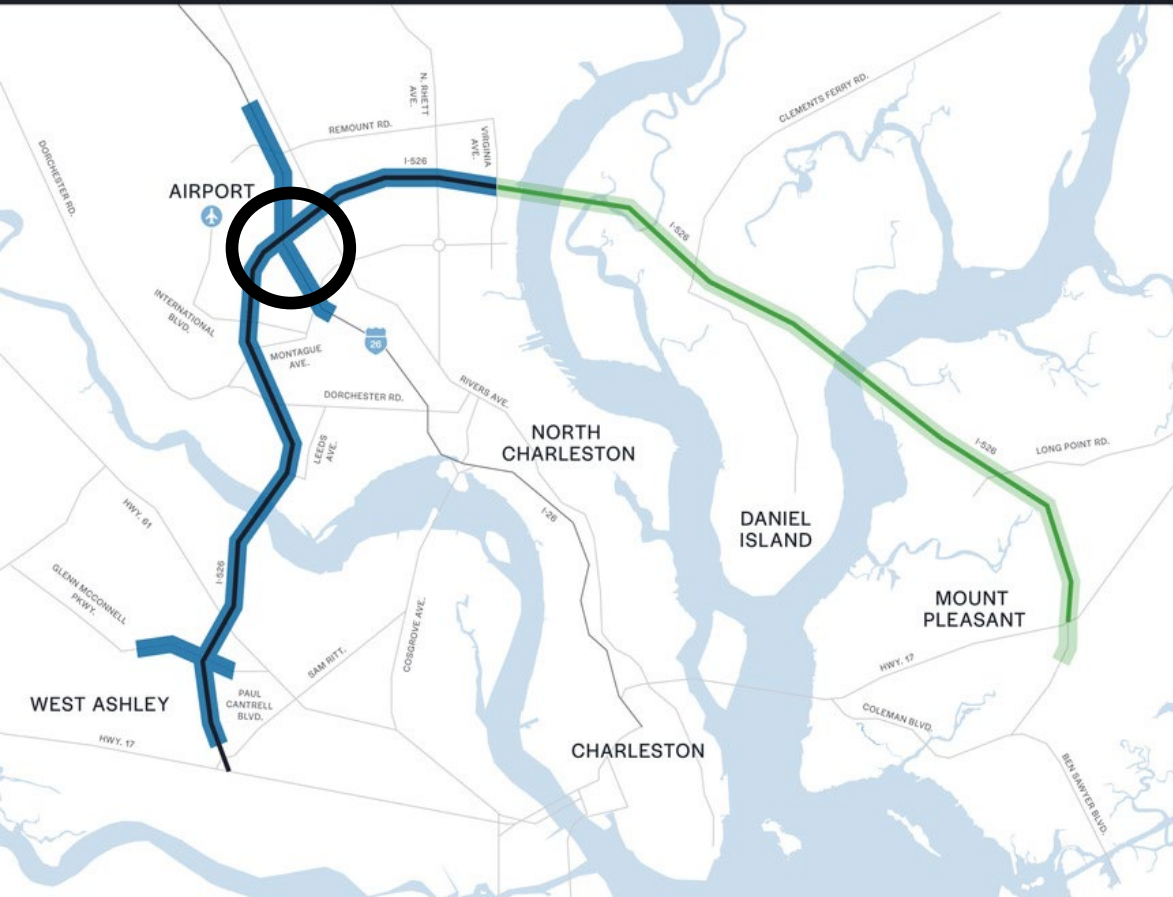 CLEMENTS FERRY RD.
N. RHETT
AVE.
REMOUNT RD.
VIRGINIA
AVE.
DORCHESTER RD.
I-526
AIRPORT
I-526
INTERNATIONAL
BLVD.
26
MONTAGUE
AVE.
DORCHESTER RD.
RIVERS AVE.
LEEDS
AVE.
NORTH
CHARLESTON
I-526
LONG POINT RD.
HWY. 61
I-26
DANIEL
ISLAND
I-526
GLENN MCCONNELL
PKWY.
COSGROVE AVE.
MOUNT
PLEASANT
SAM RITT.
HWY. 17
WEST ASHLEY
PAUL
CANTRELL
BLVD.
COLEMAN BLVD.
HWY. 17
CHARLESTON
BEN SAWYER BLVD.